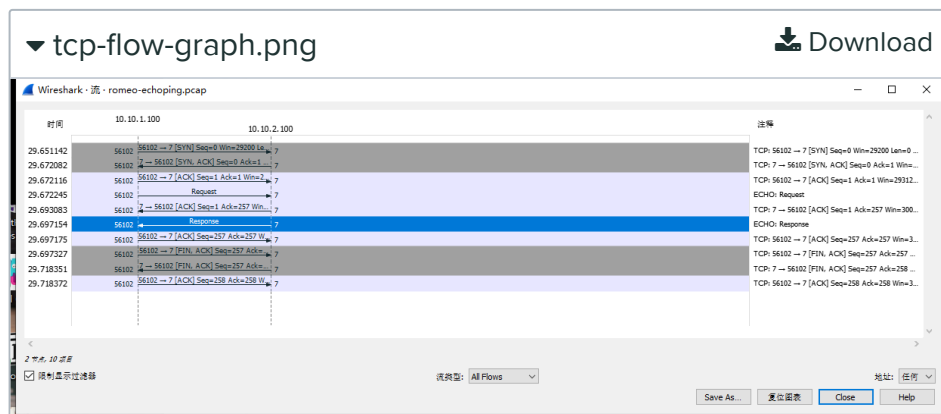 tcp-flow-graph.png
Download
Wireshark · 流 · romeo-echoping.pcap
时间 10.10.1.100 10.10.2.100 注释
29.651142 56102 56102 → 7 [SYN] Seq=0 Win=29200 Le... 7 TCP: 56102 → 7 [SYN] Seq=0 Win=29200 Len=0 ...
29.672082 56102 7 → 56102 [SYN, ACK] Seq=0 Ack=1 ... 7 TCP: 7 → 56102 [SYN, ACK] Seq=0 Ack=1 Win=...
29.672116 56102 56102 → 7 [ACK] Seq=1 Ack=1 Win=2... 7 TCP: 56102 → 7 [ACK] Seq=1 Ack=1 Win=29312...
29.672245 56102 Request 7 ECHO: Request
29.693083 56102 7 → 56102 [ACK] Seq=1 Ack=257 Win... 7 TCP: 7 → 56102 [ACK] Seq=1 Ack=257 Win=300...
29.697154 56102 Response 7 ECHO: Response
29.697175 56102 56102 → 7 [ACK] Seq=257 Ack=257 W... 7 TCP: 56102 → 7 [ACK] Seq=257 Ack=257 Win=3...
29.697327 56102 56102 → 7 [FIN, ACK] Seq=257 Ack=... 7 TCP: 56102 → 7 [FIN, ACK] Seq=257 Ack=257 ...
29.718351 56102 7 → 56102 [FIN, ACK] Seq=257 Ack=... 7 TCP: 7 → 56102 [FIN, ACK] Seq=257 Ack=258 ...
29.718372 56102 56102 → 7 [ACK] Seq=258 Ack=258 W... 7 TCP: 56102 → 7 [ACK] Seq=258 Ack=258 Win=3...
2 节点, 10 项目
限制显示过滤器 流类型: All Flows 地址: 任何
Save As... 复位图表 Close Help